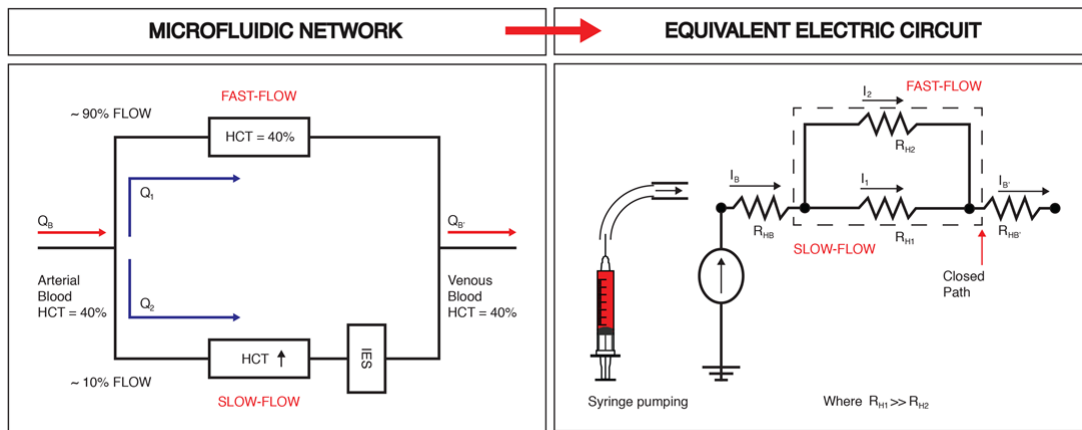 MICROFLUIDIC NETWORK
EQUIVALENT ELECTRIC CIRCUIT
FAST-FLOW
~ 90% FLOW
HCT = 40%
Q1
QB
QB'
Arterial
Blood
HCT = 40%
Venous
Blood
HCT = 40%
Q2
HCT
IES
~ 10% FLOW
SLOW-FLOW
FAST-FLOW
I2
RH2
IB
I1
IB'
RHB
RH1
RHB'
SLOW-FLOW
Closed
Path
Syringe pumping
Where RH1 >> RH2